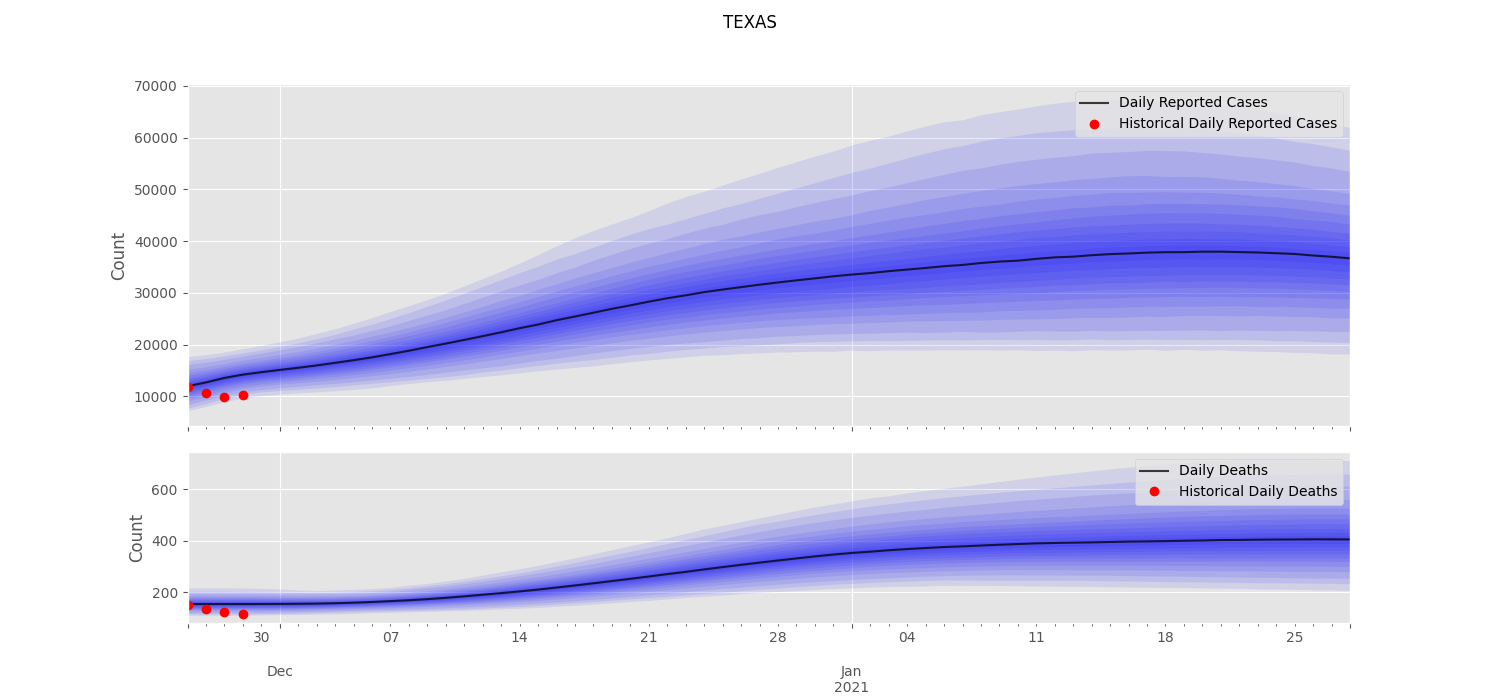 TEXAS
70000
60000
50000
40000
30000
20000
10000
Count
Daily Reported Cases
Historical Daily Reported Cases
600
400
200
Count
Daily Deaths
Historical Daily Deaths
30 07 14 21 28 04 11 18 25
Dec Jan
2021